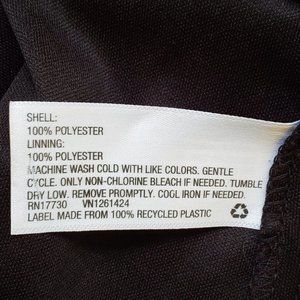 SHELL:
100% POLYESTER
LINNING:
100% POLYESTER
MACHINE WASH COLD WITH LIKE COLORS. GENTLE
CYCLE. ONLY NON-CHLORINE BLEACH IF NEEDED. TUMBLE
DRY LOW. REMOVE PROMPTLY. COOL IRON IF NEEDED.
RN17730 VN1261424
LABEL MADE FROM 100% RECYCLED PLASTIC